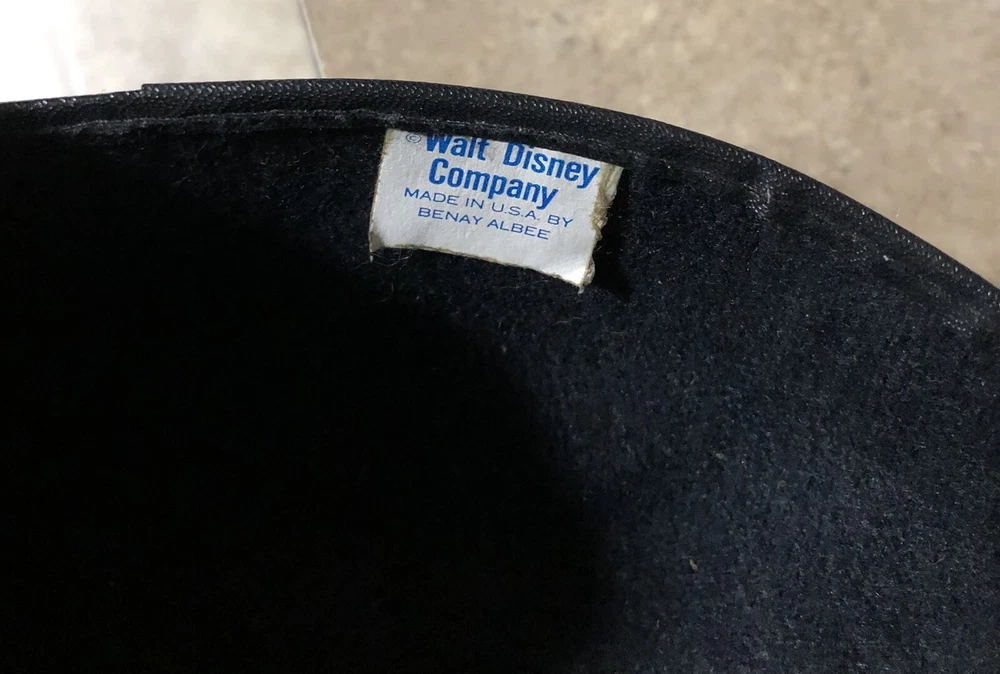 © Walt Disney
Company
MADE IN U.S.A. BY
BENAY ALBEE